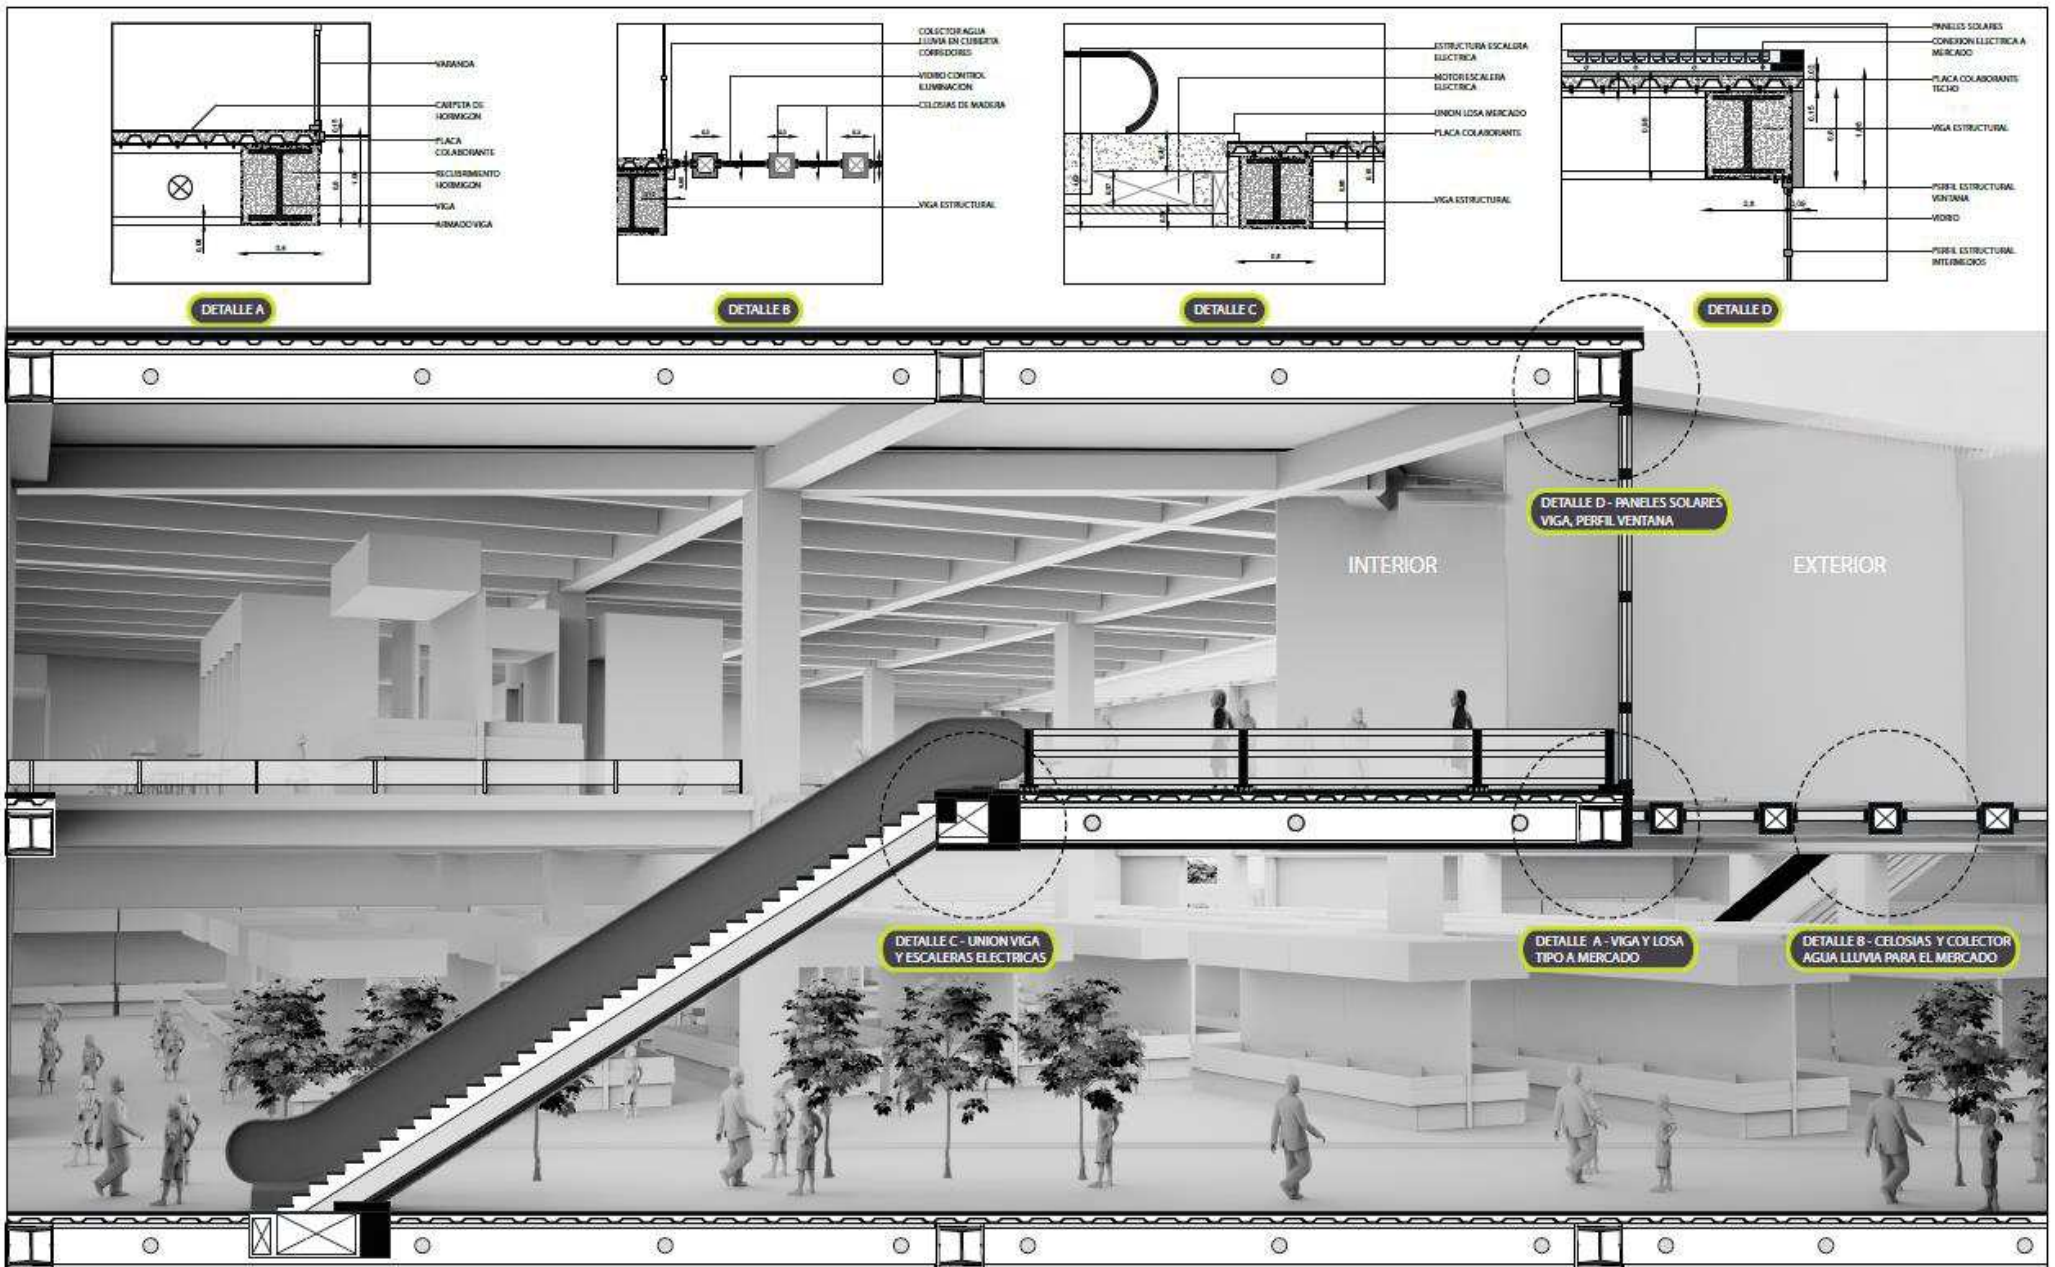 VARANDA
CARPETA DE
HORMIGON
PLACA
COLABORANTE
RECUBRIMIENTO
HORMIGON
VIGA
ARMADO VIGA
DETALLE A
COLECTOR AGUA
LLUVIA EN CUBIERTA
CORREDORES
VIDRIO CONTROL
ILUMINACION
CELOSIAS DE MADERA
VIGA ESTRUCTURAL
DETALLE B
ESTRUCTURA ESCALERA
ELECTRICA
MOTOR ESCALERA
ELECTRICA
UNION LOSA MERCADO
PLACA COLABORANTE
VIGA ESTRUCTURAL
DETALLE C
PANELES SOLARES
CONEXION ELECTRICA A
MERCADO
PLACA COLABORANTE
TECHO
VIGA ESTRUCTURAL
PERFIL ESTRUCTURAL
VENTANA
VIDRIO
PERFIL ESTRUCTURAL
INTERMEDIOS
DETALLE D
DETALLE D - PANELES SOLARES
VIGA, PERFIL VENTANA
INTERIOR
EXTERIOR
DETALLE C - UNION VIGA
Y ESCALERAS ELECTRICAS
DETALLE A - VIGA Y LOSA
TIPO A MERCADO
DETALLE B - CELOSIAS Y COLECTOR
AGUA LLUVIA PARA EL MERCADO